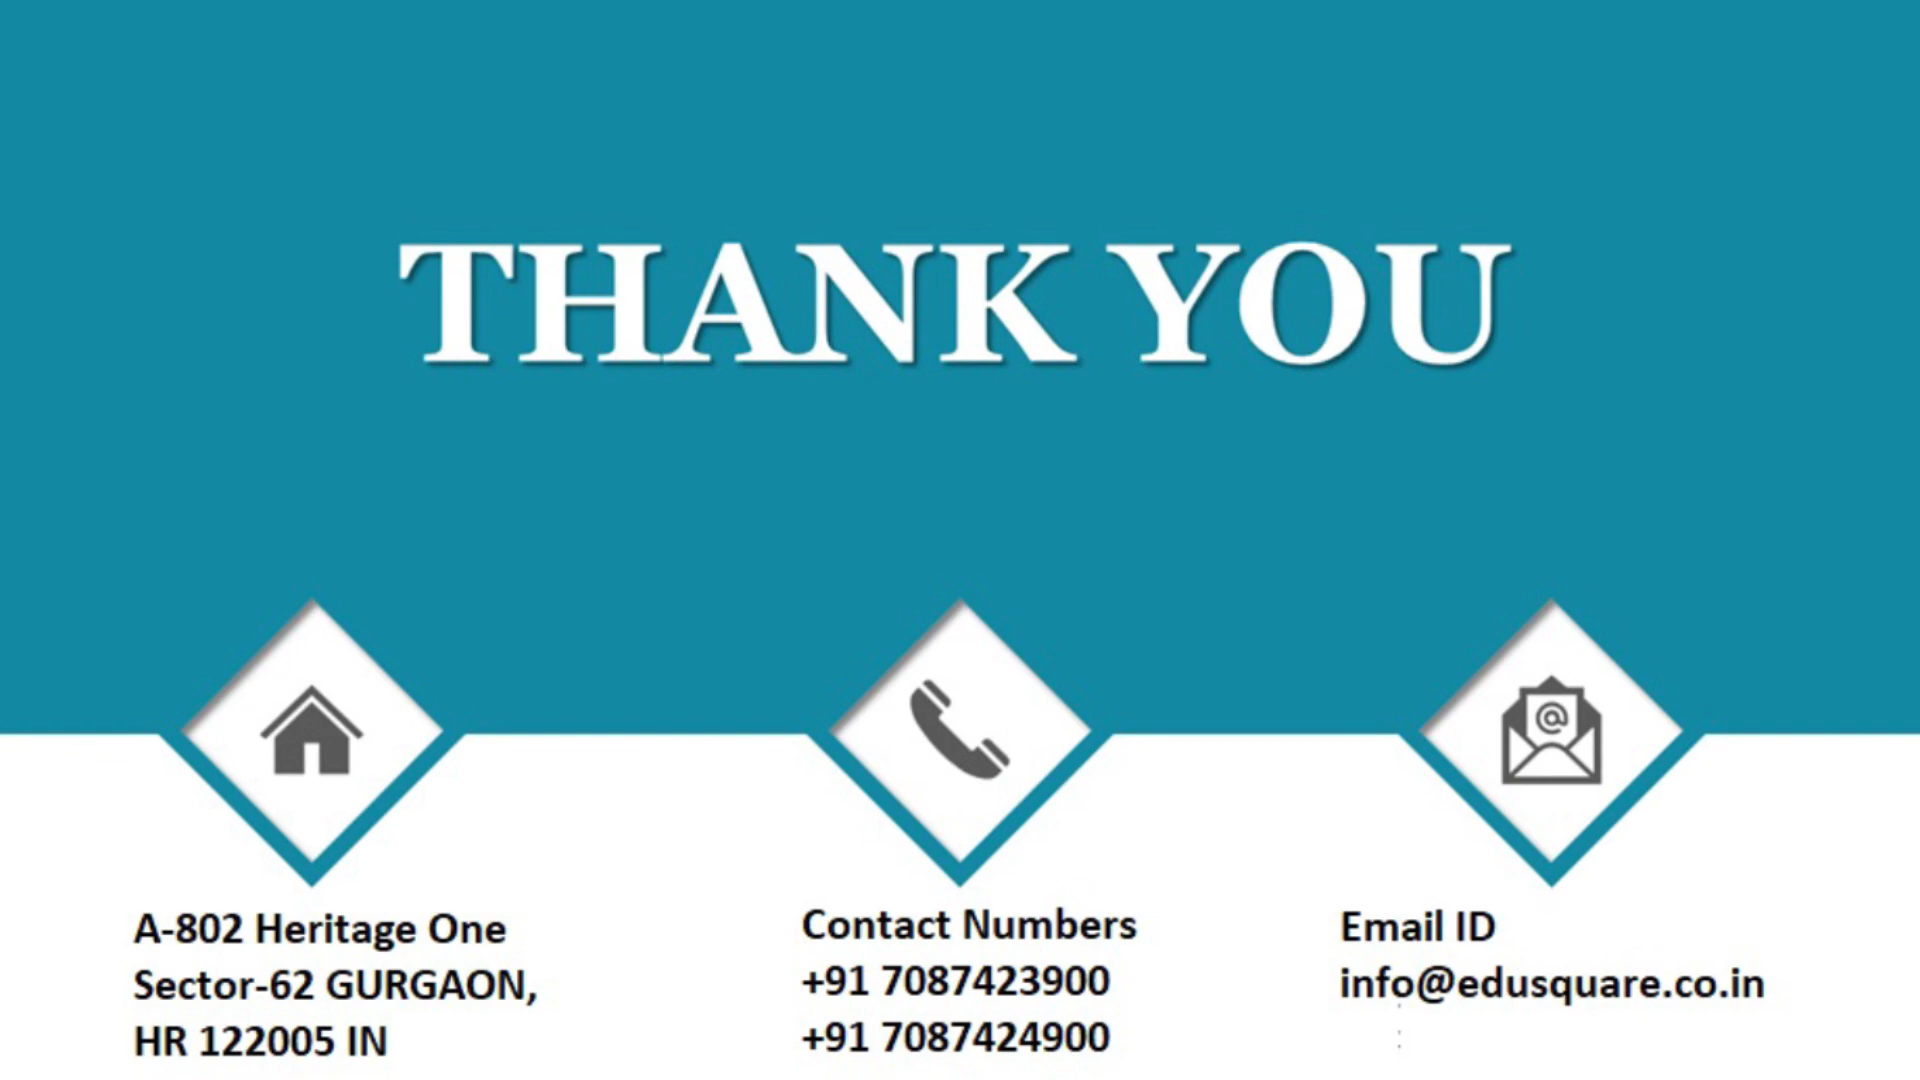 THANK YOU
A-802 Heritage One
Sector-62 GURGAON,
HR 122005 IN
Contact Numbers
+91 7087423900
+91 7087424900
Email ID
info@edusquare.co.in